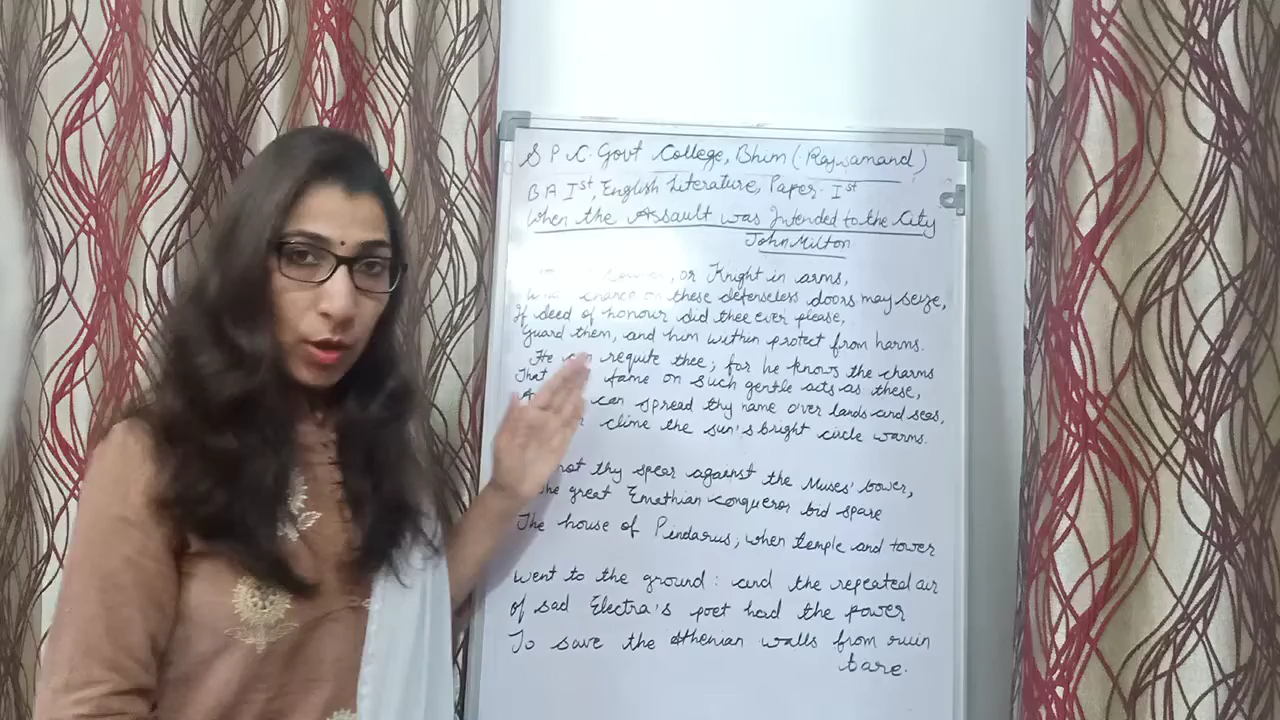 S P C. Govt College, Bhim (Rajsamand)
B A Ist, English Literature, Paper. Ist
When the Assault was Intended to the City
John Milton
or Knight in arms,
chance on these defenseless doors may seize,
If deed of honour did thee ever please,
Guard them, and him within protect from harms.
He can requite thee; for he knows the charms
That fame on such gentle acts as these,
can spread thy name over lands and seas,
clime the sun's bright circle warms.
not thy spear against the Muses' bower,
The great Emathian conqueror bid spare
The house of Pindarus, when temple and tower
Went to the ground: and the repeated air
of sad Electra's poet had the power
To save the Athenian walls from ruin
bare.